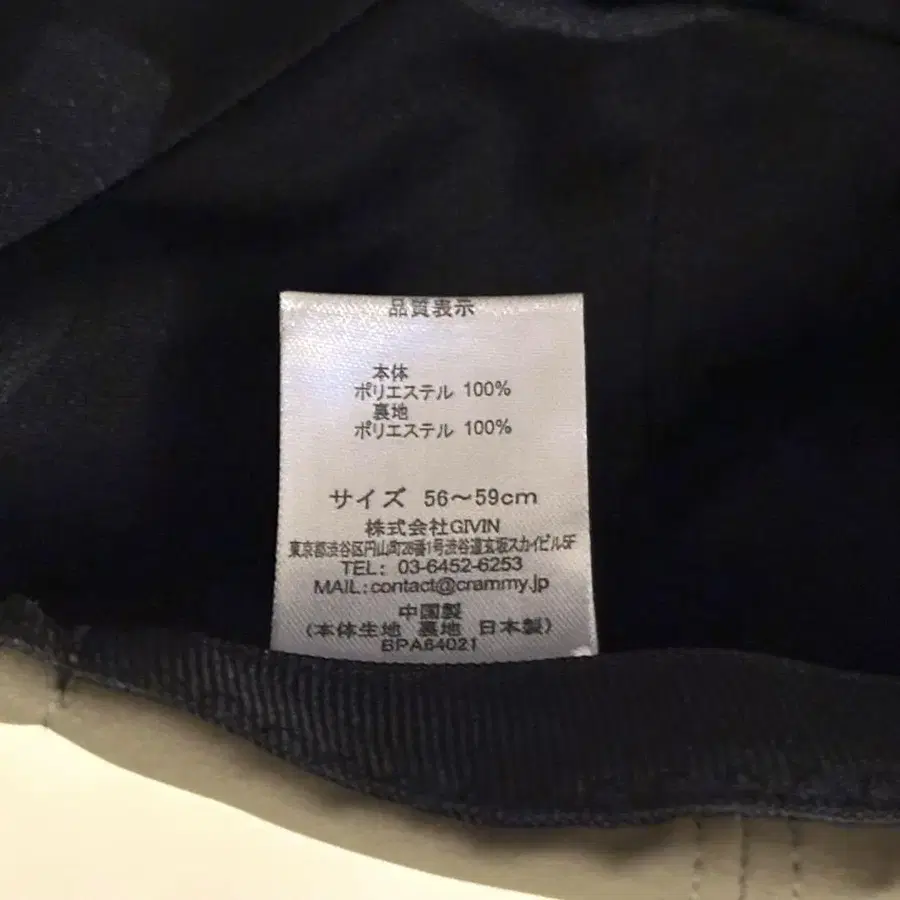 品質表示
本体
ポリエステル 100%
裏地
ポリエステル 100%
サイズ 56～59cm
株式会社GIVIN
東京都渋谷区円山町28番1号渋谷道玄坂スカイビル5F
TEL: 03-6452-6253
MAIL:contact@crammy.jp
中国製
(本体生地 裏地 日本製)
BPA64021